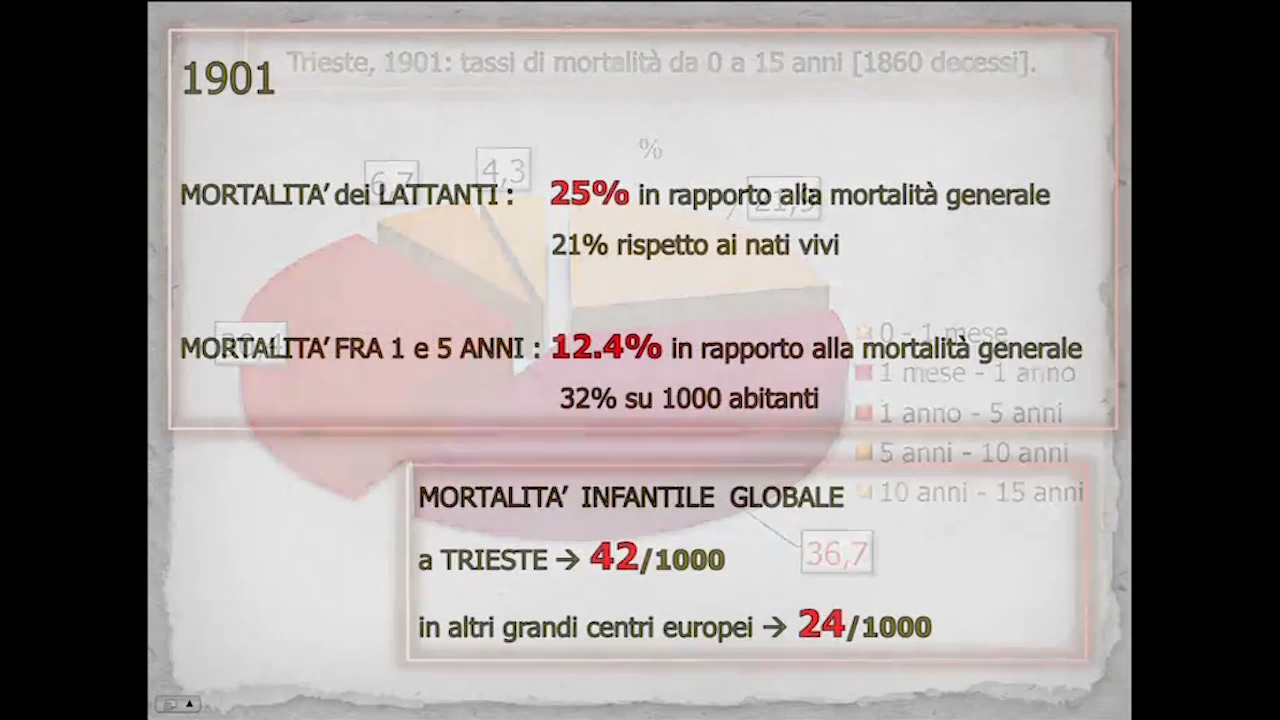 Trieste, 1901: tassi di mortalità da 0 a 15 anni [1860 decessi].
1901
%
6,7
4,3
MORTALITA’ dei LATTANTI : 25% in rapporto alla mortalità generale
21% rispetto ai nati vivi
0 - 1 mese
MORTALITA’ FRA 1 e 5 ANNI : 12.4% in rapporto alla mortalità generale
1 mese - 1 anno
32% su 1000 abitanti
1 anno - 5 anni
5 anni - 10 anni
10 anni - 15 anni
MORTALITA’ INFANTILE GLOBALE
36,7
a TRIESTE → 42/1000
in altri grandi centri europei → 24/1000